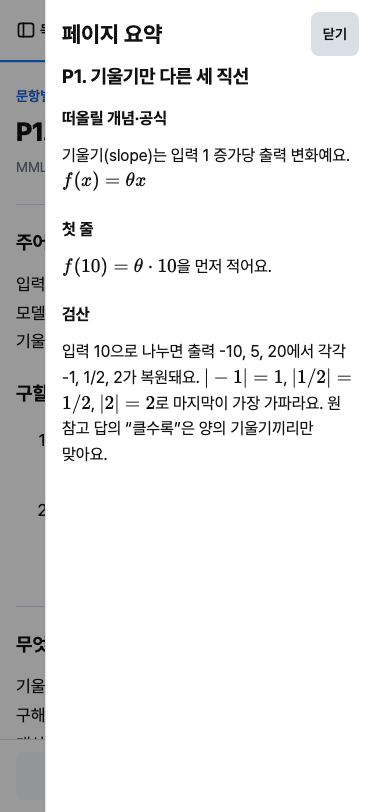 페이지 요약
닫기
P1. 기울기만 다른 세 직선
떠올릴 개념·공식
기울기(slope)는 입력 1 증가당 출력 변화예요.
f(x) = θx
첫 줄
f(10) = θ · 10을 먼저 적어요.
검산
입력 10으로 나누면 출력 -10, 5, 20에서 각각
-1, 1/2, 2가 복원돼요. | − 1| = 1, |1/2| =
1/2, |2| = 2로 마지막이 가장 가파라요. 원
참고 답의 “클수록”은 양의 기울기끼리만
맞아요.
문항
P1.
MML
주어
입력
모델
기울
구할
1
2
무엇
기울
구해